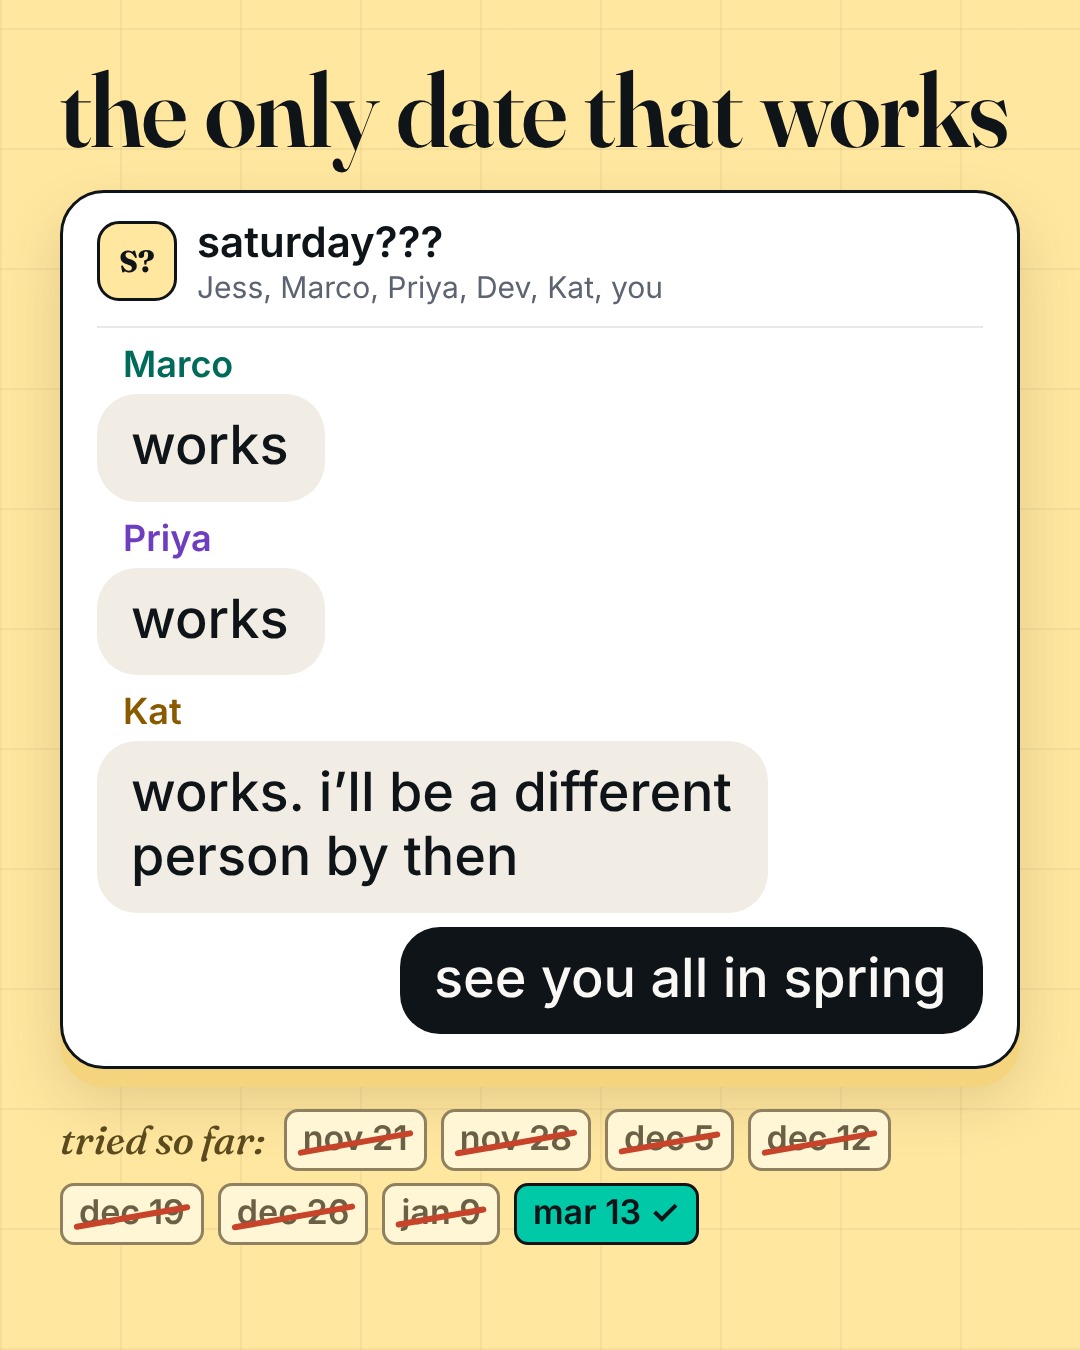 the only date that works
S?
saturday???
Jess, Marco, Priya, Dev, Kat, you
Marco
works
Priya
works
Kat
works. i’ll be a different
person by then
see you all in spring
tried so far: nov 21 nov 28 dec 5 dec 12
dec 19 dec 26 jan 9 mar 13 ✓